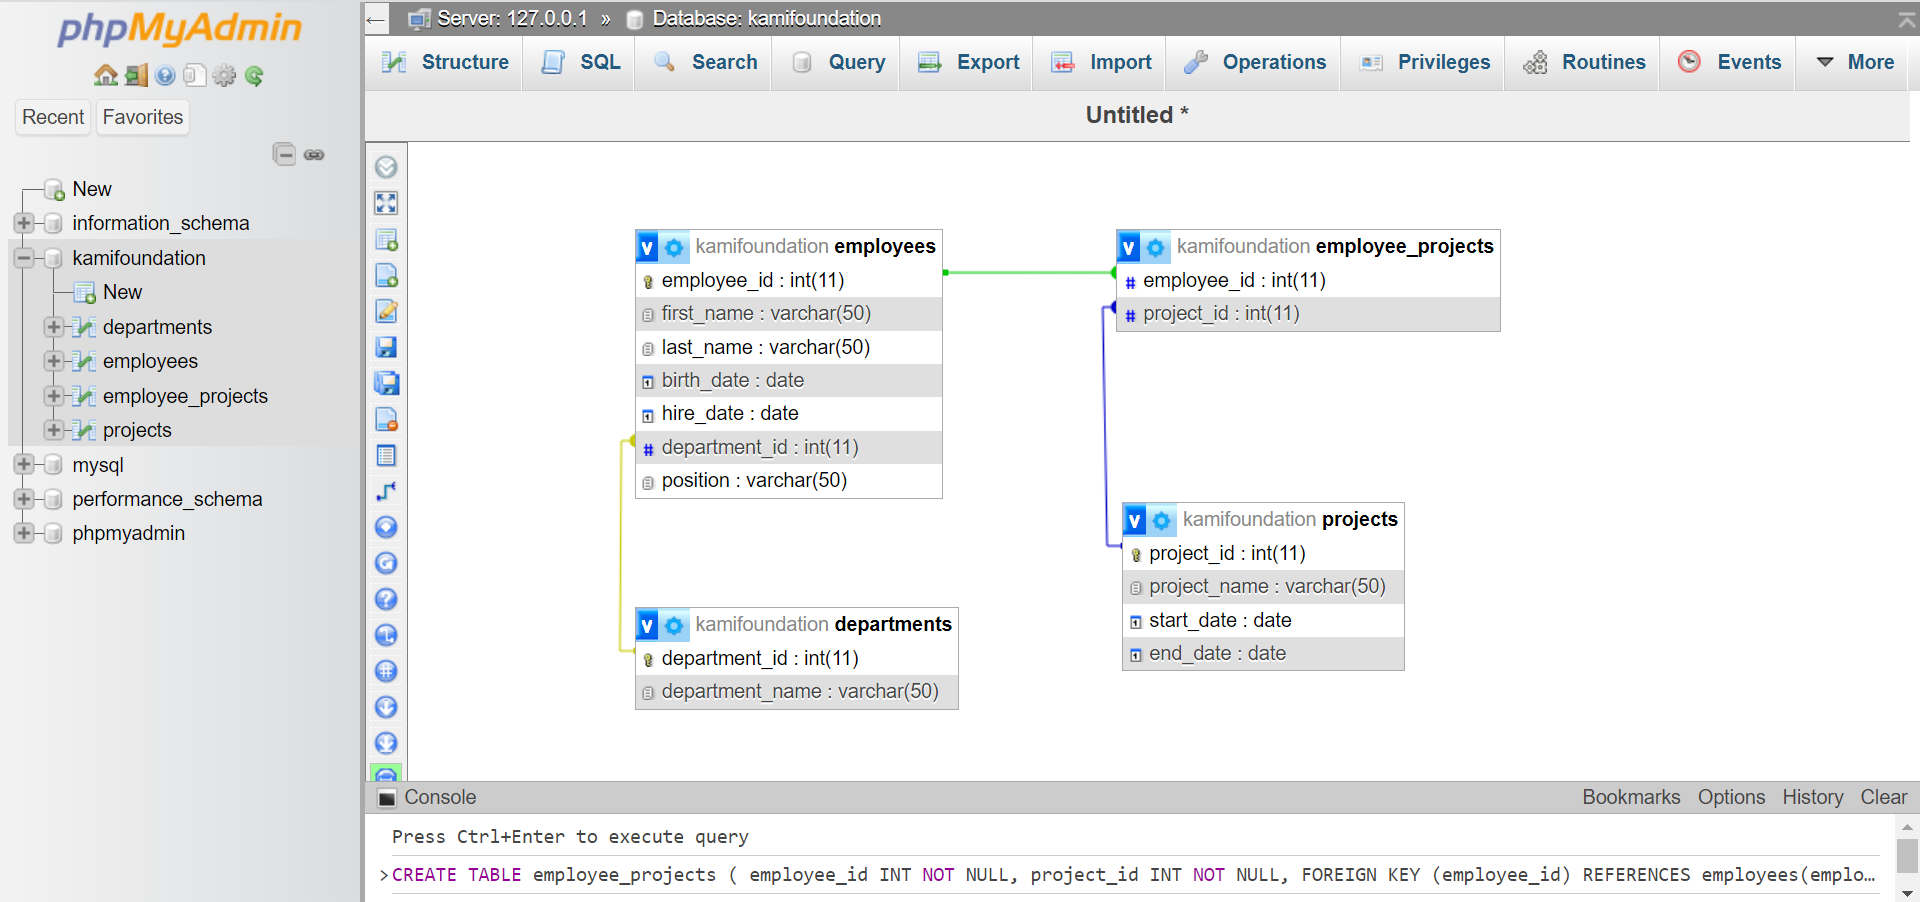 phpMyAdmin
Recent
Favorites
New
information_schema
kamifoundation
New
departments
employees
employee_projects
projects
mysql
performance_schema
phpmyadmin
Server: 127.0.0.1 » Database: kamifoundation
Structure
SQL
Search
Query
Export
Import
Operations
Privileges
Routines
Events
More
Untitled *
V kamifoundation employees
employee_id : int(11)
first_name : varchar(50)
last_name : varchar(50)
birth_date : date
hire_date : date
# department_id : int(11)
position : varchar(50)
V kamifoundation employee_projects
# employee_id : int(11)
# project_id : int(11)
V kamifoundation projects
project_id : int(11)
project_name : varchar(50)
start_date : date
end_date : date
V kamifoundation departments
department_id : int(11)
department_name : varchar(50)
Console
Bookmarks
Options
History
Clear
Press Ctrl+Enter to execute query
>CREATE TABLE employee_projects ( employee_id INT NOT NULL, project_id INT NOT NULL, FOREIGN KEY (employee_id) REFERENCES employees(emplo…